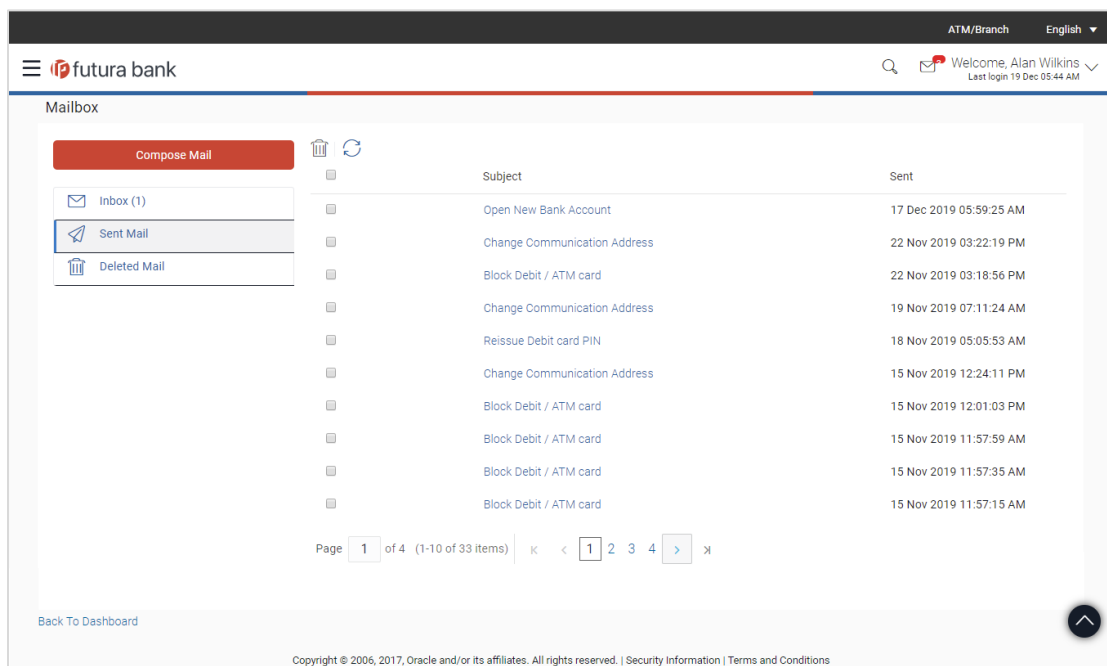 ATM/Branch English
futura bank
Welcome, Alan Wilkins
Last login 19 Dec 05:44 AM
Mailbox
Compose Mail
Inbox (1)
Sent Mail
Deleted Mail
Subject Sent
Open New Bank Account 17 Dec 2019 05:59:25 AM
Change Communication Address 22 Nov 2019 03:22:19 PM
Block Debit / ATM card 22 Nov 2019 03:18:56 PM
Change Communication Address 19 Nov 2019 07:11:24 AM
Reissue Debit card PIN 18 Nov 2019 05:05:53 AM
Change Communication Address 15 Nov 2019 12:24:11 PM
Block Debit / ATM card 15 Nov 2019 12:01:03 PM
Block Debit / ATM card 15 Nov 2019 11:57:59 AM
Block Debit / ATM card 15 Nov 2019 11:57:35 AM
Block Debit / ATM card 15 Nov 2019 11:57:15 AM
Page 1 of 4 (1-10 of 33 items) 1 2 3 4
Back To Dashboard
Copyright © 2006, 2017, Oracle and/or its affiliates. All rights reserved. | Security Information | Terms and Conditions